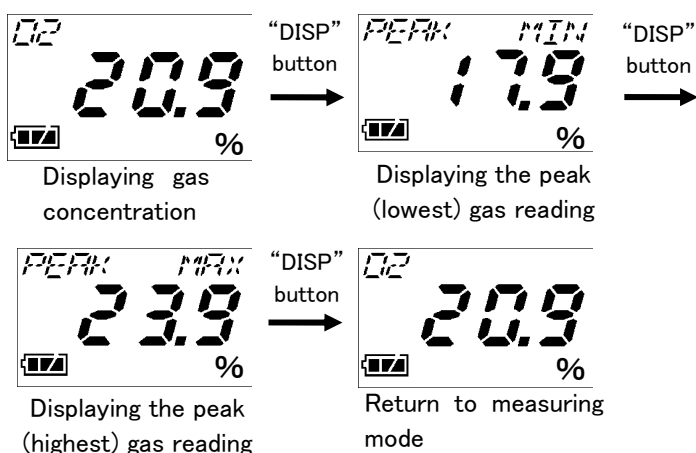 O2
20.9
%
Displaying gas
concentration
“DISP”
button
PEAK MIN
17.9
%
Displaying the peak
(lowest) gas reading
“DISP”
button
PEAK MAX
23.9
%
Displaying the peak
(highest) gas reading
“DISP”
button
O2
20.9
%
Return to measuring
mode